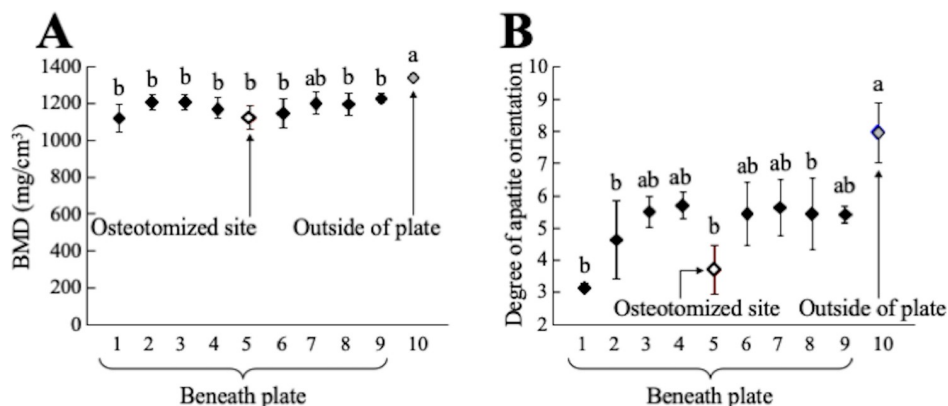 A
1400
1200
1000
800
600
400
200
0
BMD (mg/cm³)
b b b b b b ab b b a
Osteotomized site
Outside of plate
1 2 3 4 5 6 7 8 9 10
Beneath plate
B
10
9
8
7
6
5
4
3
2
Degree of apatite orientation
b b ab ab b ab ab b ab a
Osteotomized site
Outside of plate
1 2 3 4 5 6 7 8 9 10
Beneath plate